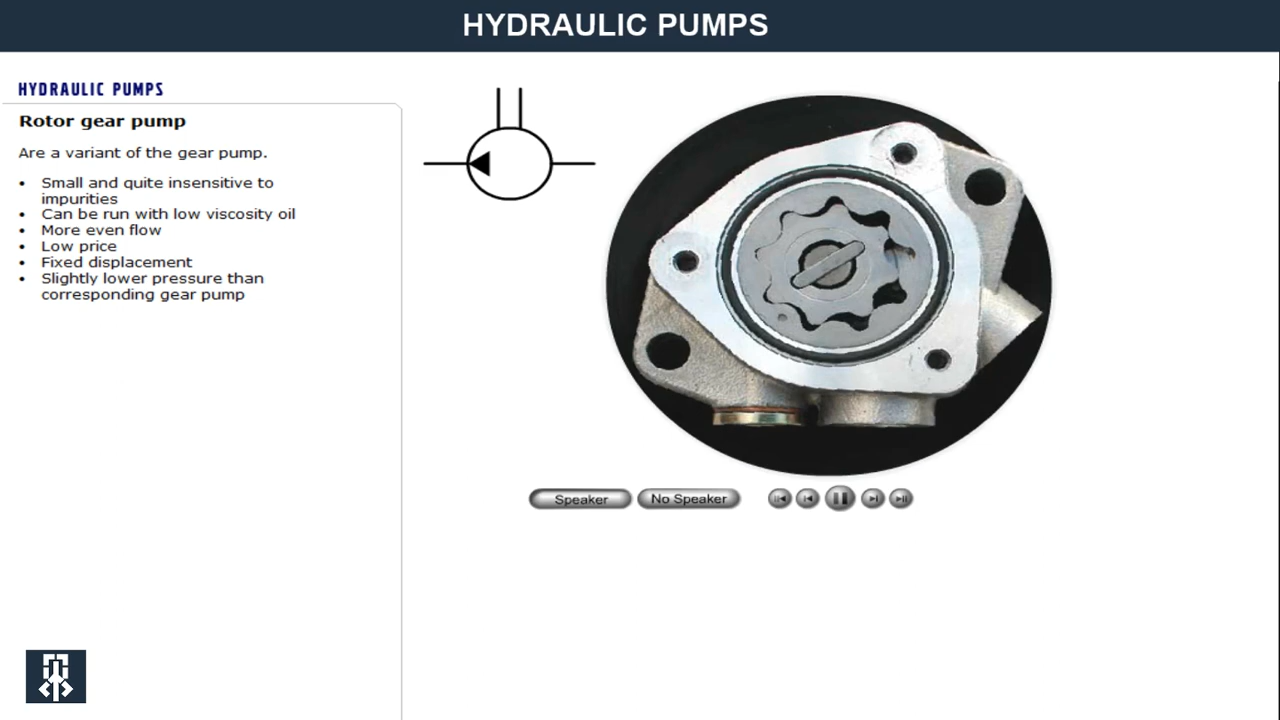 HYDRAULIC PUMPS
HYDRAULIC PUMPS
Rotor gear pump
Are a variant of the gear pump.
• Small and quite insensitive to
impurities
• Can be run with low viscosity oil
• More even flow
• Low price
• Fixed displacement
• Slightly lower pressure than
corresponding gear pump
Speaker
No Speaker